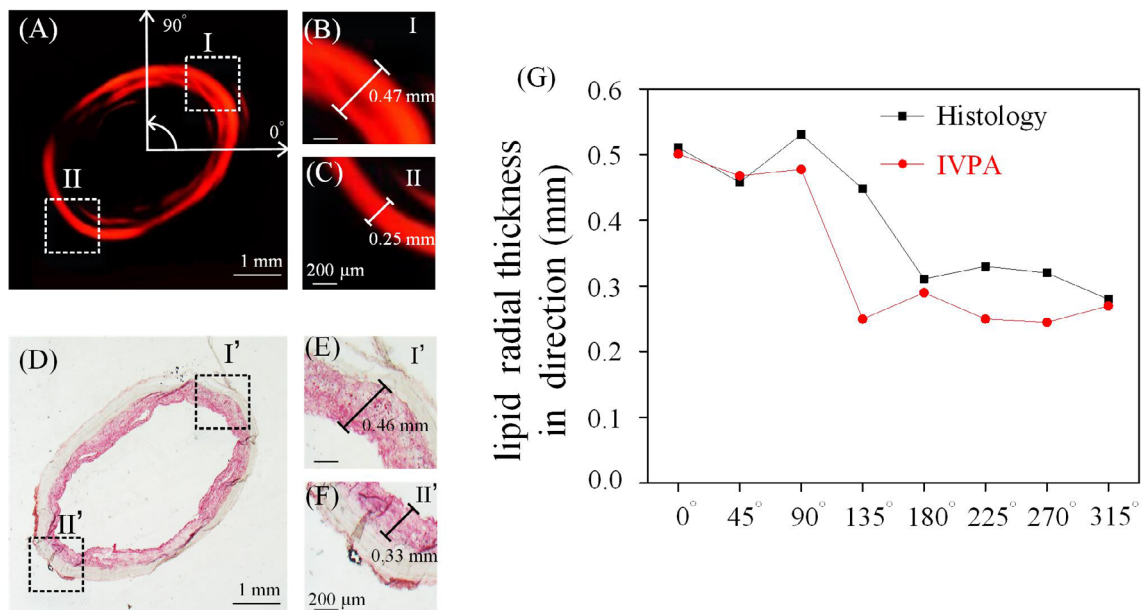 (A)
90°
I
0°
II
1 mm
(B)
I
0.47 mm
(C)
II
0.25 mm
200 μm
(D)
I’
II’
1 mm
(E)
I’
0.46 mm
(F)
II’
0,33 mm
200 μm
(G)
lipid radial thickness
in direction (mm)
0.6
0.5
0.4
0.3
0.2
0.1
0.0
Histology
IVPA
0° 45° 90° 135° 180° 225° 270° 315°